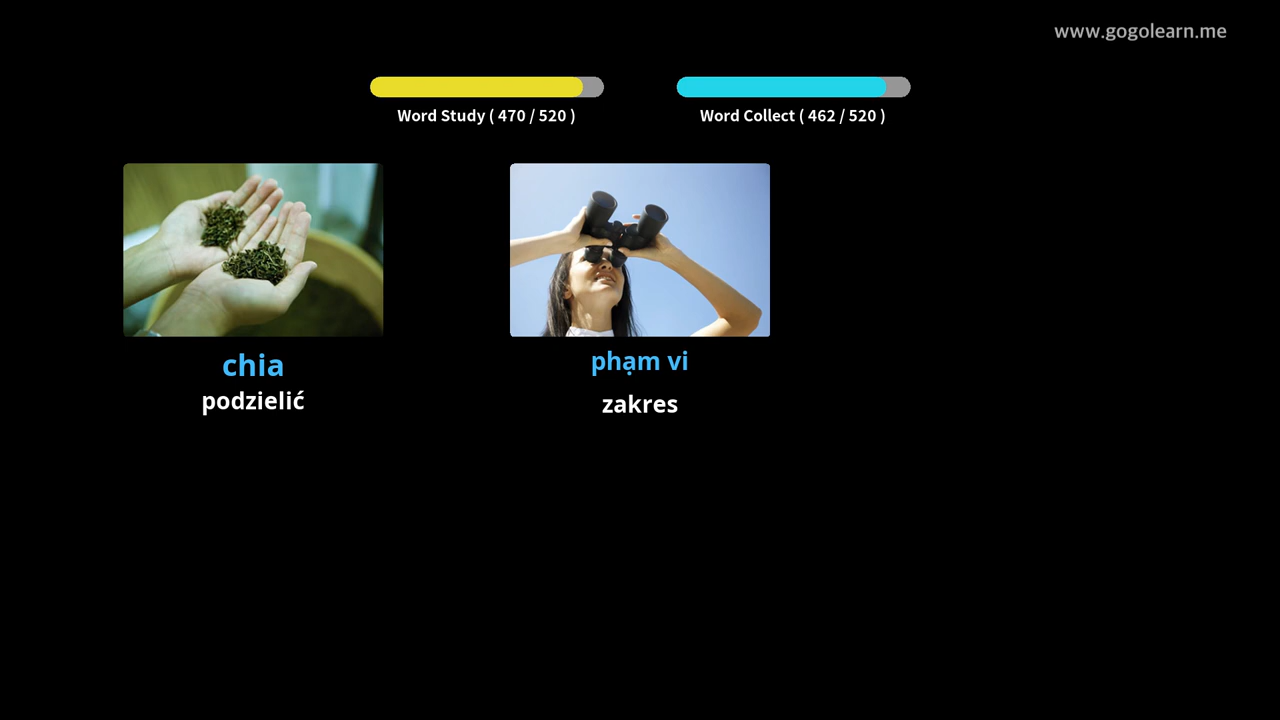 www.gogolearn.me
Word Study ( 470 / 520 )
Word Collect ( 462 / 520 )
chia
podzielić
phạm vi
zakres